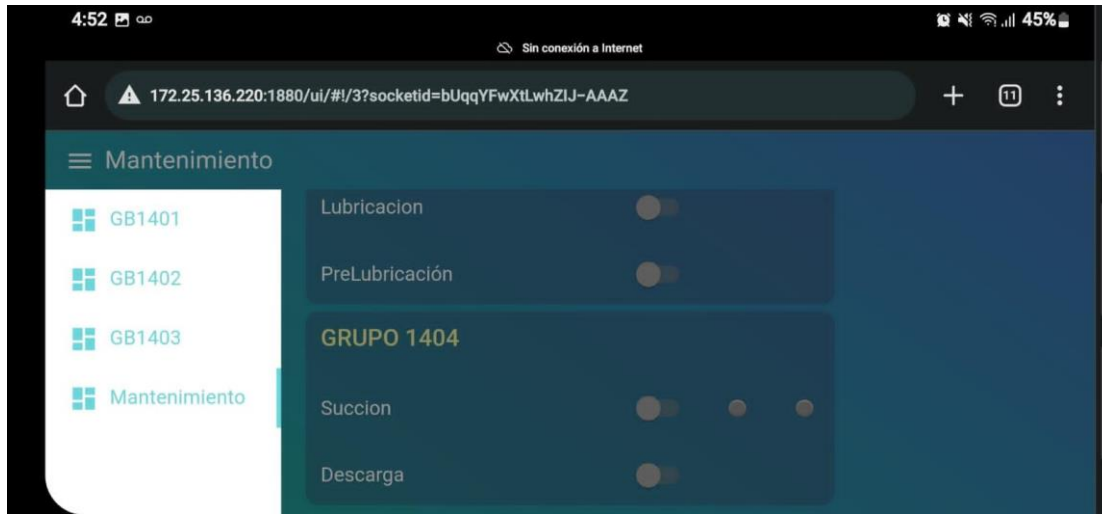 4:52 45%
Sin conexión a Internet
172.25.136.220:1880/ui/#!/3?socketid=bUqqYFwXtLwhZIJ-AAAZ 11
Mantenimiento
GB1401
GB1402
GB1403
Mantenimiento
Lubricacion
PreLubricación
GRUPO 1404
Succion
Descarga